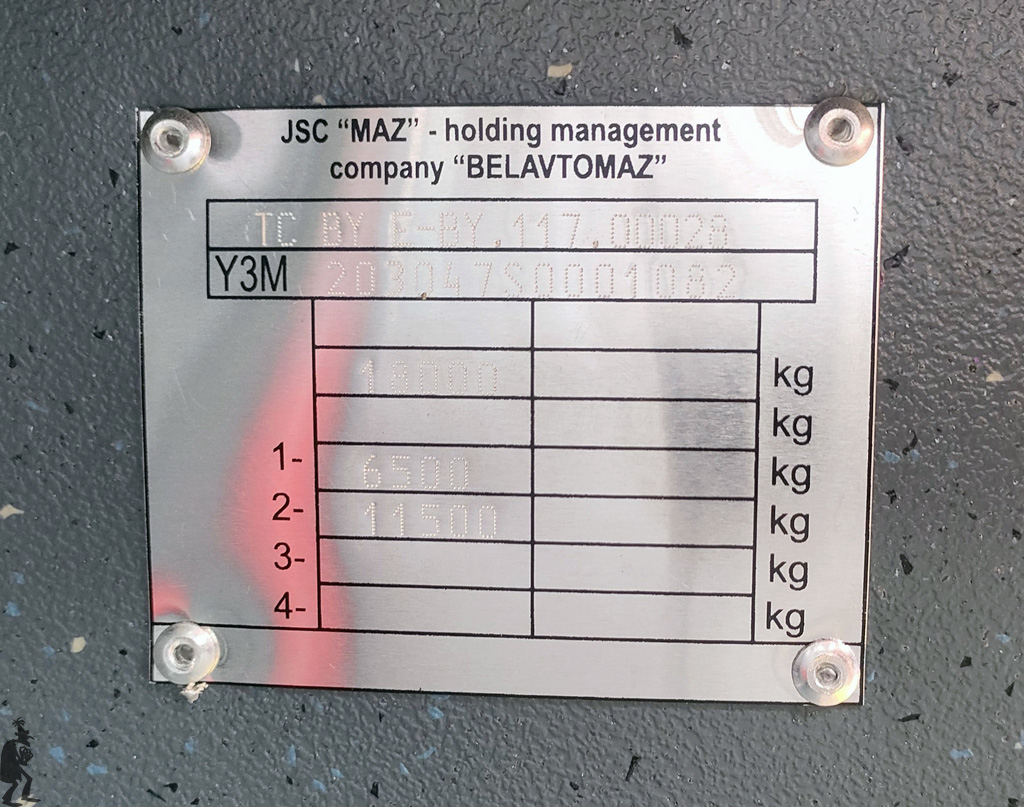 JSC “MAZ” - holding management
company “BELAVTOMAZ”
TC BY E-BY.117.00028
Y3M 203047S0001082
18000 kg
kg
1- 6500 kg
2- 11500 kg
3- kg
4- kg